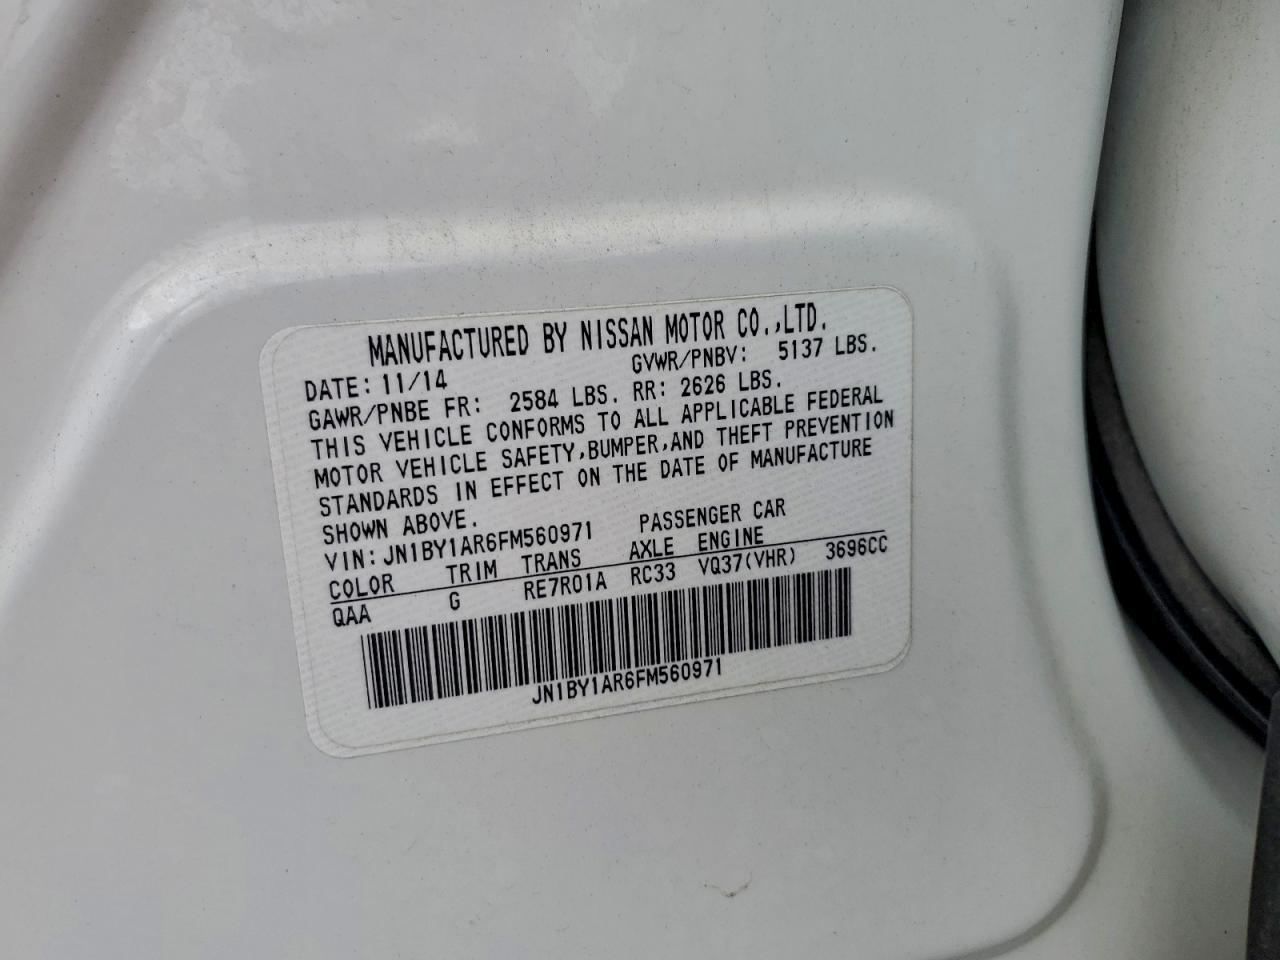 MANUFACTURED BY NISSAN MOTOR CO.,LTD.
DATE: 11/14 GVWR/PNBV: 5137 LBS.
GAWR/PNBE FR: 2584 LBS. RR: 2626 LBS.
THIS VEHICLE CONFORMS TO ALL APPLICABLE FEDERAL
MOTOR VEHICLE SAFETY,BUMPER,AND THEFT PREVENTION
STANDARDS IN EFFECT ON THE DATE OF MANUFACTURE
SHOWN ABOVE.
VIN: JN1BY1AR6FM560971 PASSENGER CAR
COLOR TRIM TRANS AXLE ENGINE
QAA G RE7R01A RC33 VQ37(VHR) 3696CC
JN1BY1AR6FM560971